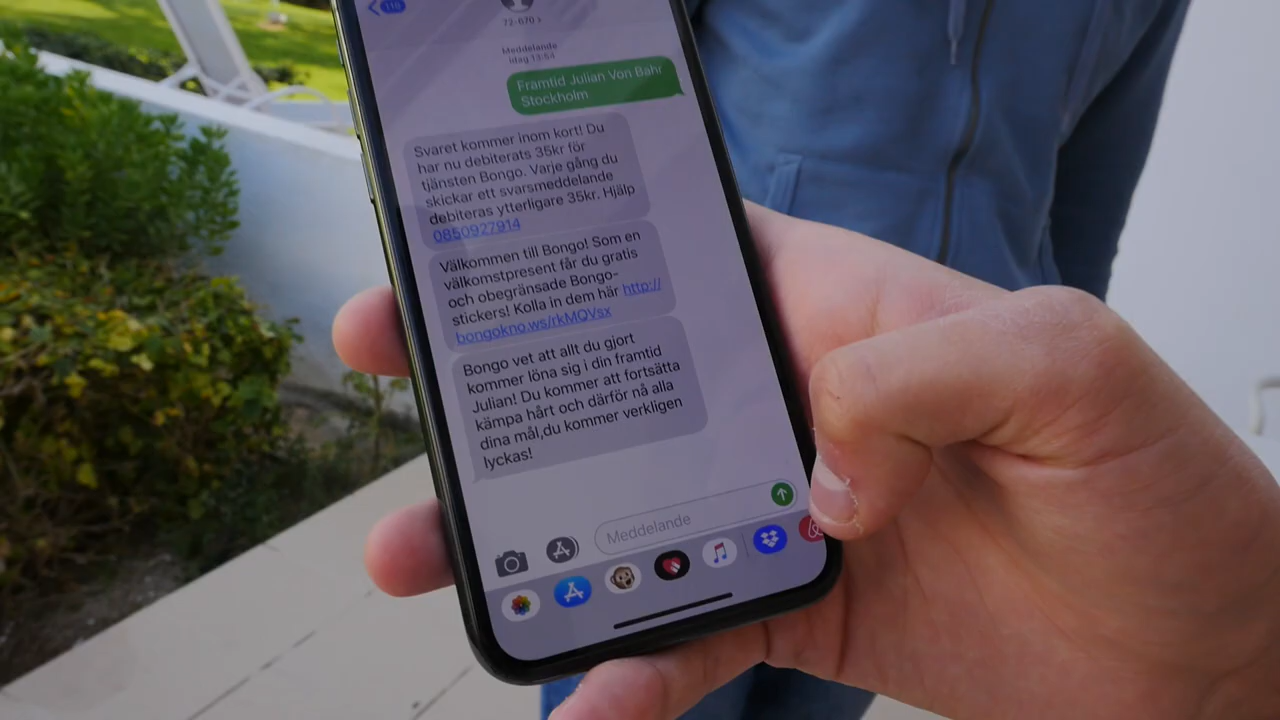 110
72-670 >
Meddelande
idag 13:54
Framtid Julian Von Bahr
Stockholm
Svaret kommer inom kort! Du
har nu debiterats 35kr för
tjänsten Bongo. Varje gång du
skickar ett svarsmeddelande
debiteras ytterligare 35kr. Hjälp
0850927914
Välkommen till Bongo! Som en
välkomstpresent får du gratis
och obegränsade Bongo-
stickers! Kolla in dem här http://
bongokno.ws/rkMQVsx
Bongo vet att allt du gjort
kommer löna sig i din framtid
Julian! Du kommer att fortsätta
kämpa hårt och därför nå alla
dina mål,du kommer verkligen
lyckas!
Meddelande